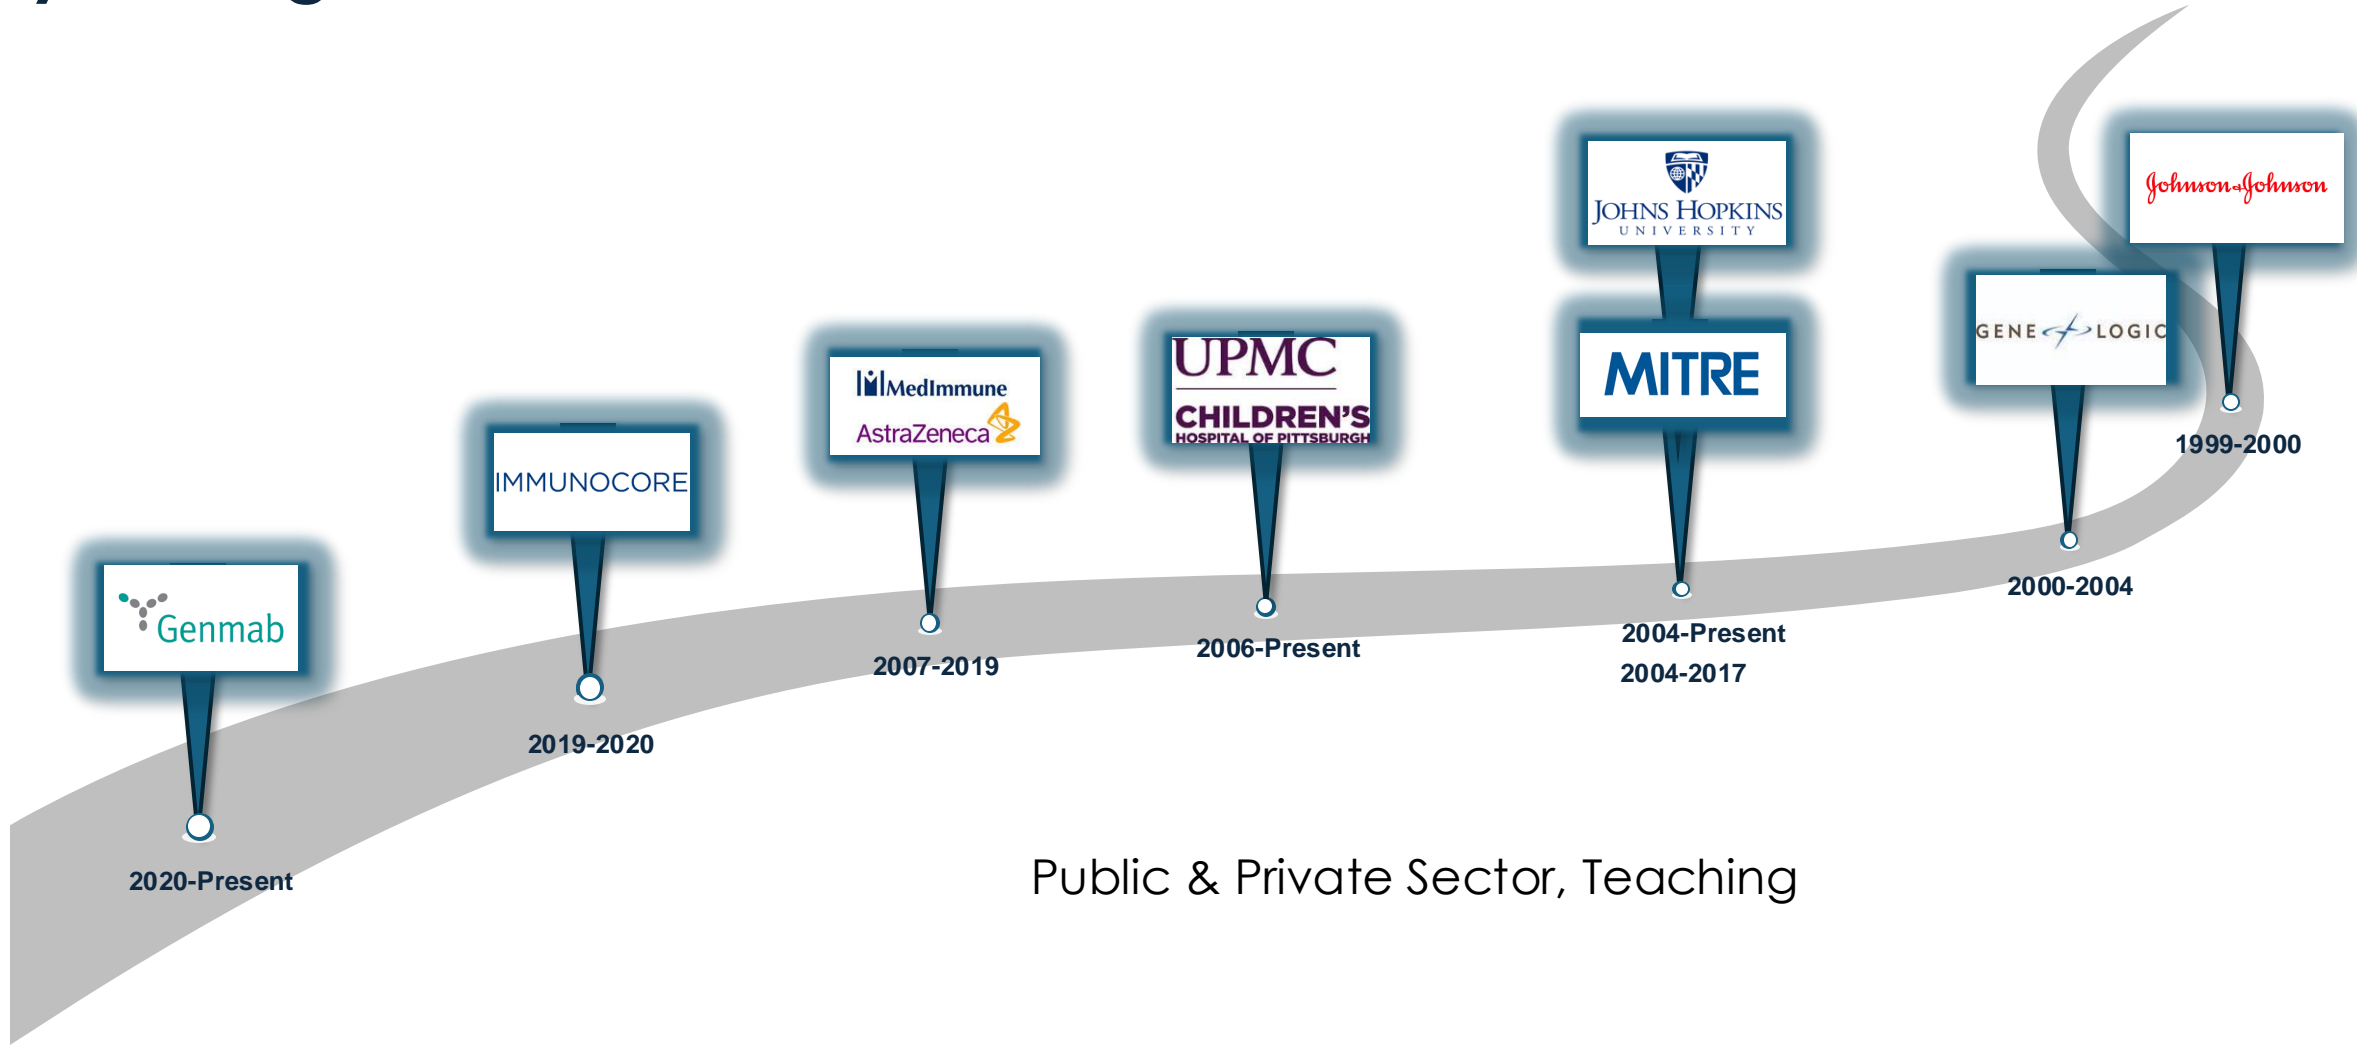 JOHNS HOPKINS
UNIVERSITY
Johnson & Johnson
GENE LOGIC
MITRE
UPMC
CHILDREN'S
HOSPITAL OF PITTSBURGH
MedImmune
AstraZeneca
IMMUNOCORE
Genmab
1999-2000
2000-2004
2004-Present
2004-2017
2006-Present
2007-2019
2019-2020
2020-Present
Public & Private Sector, Teaching